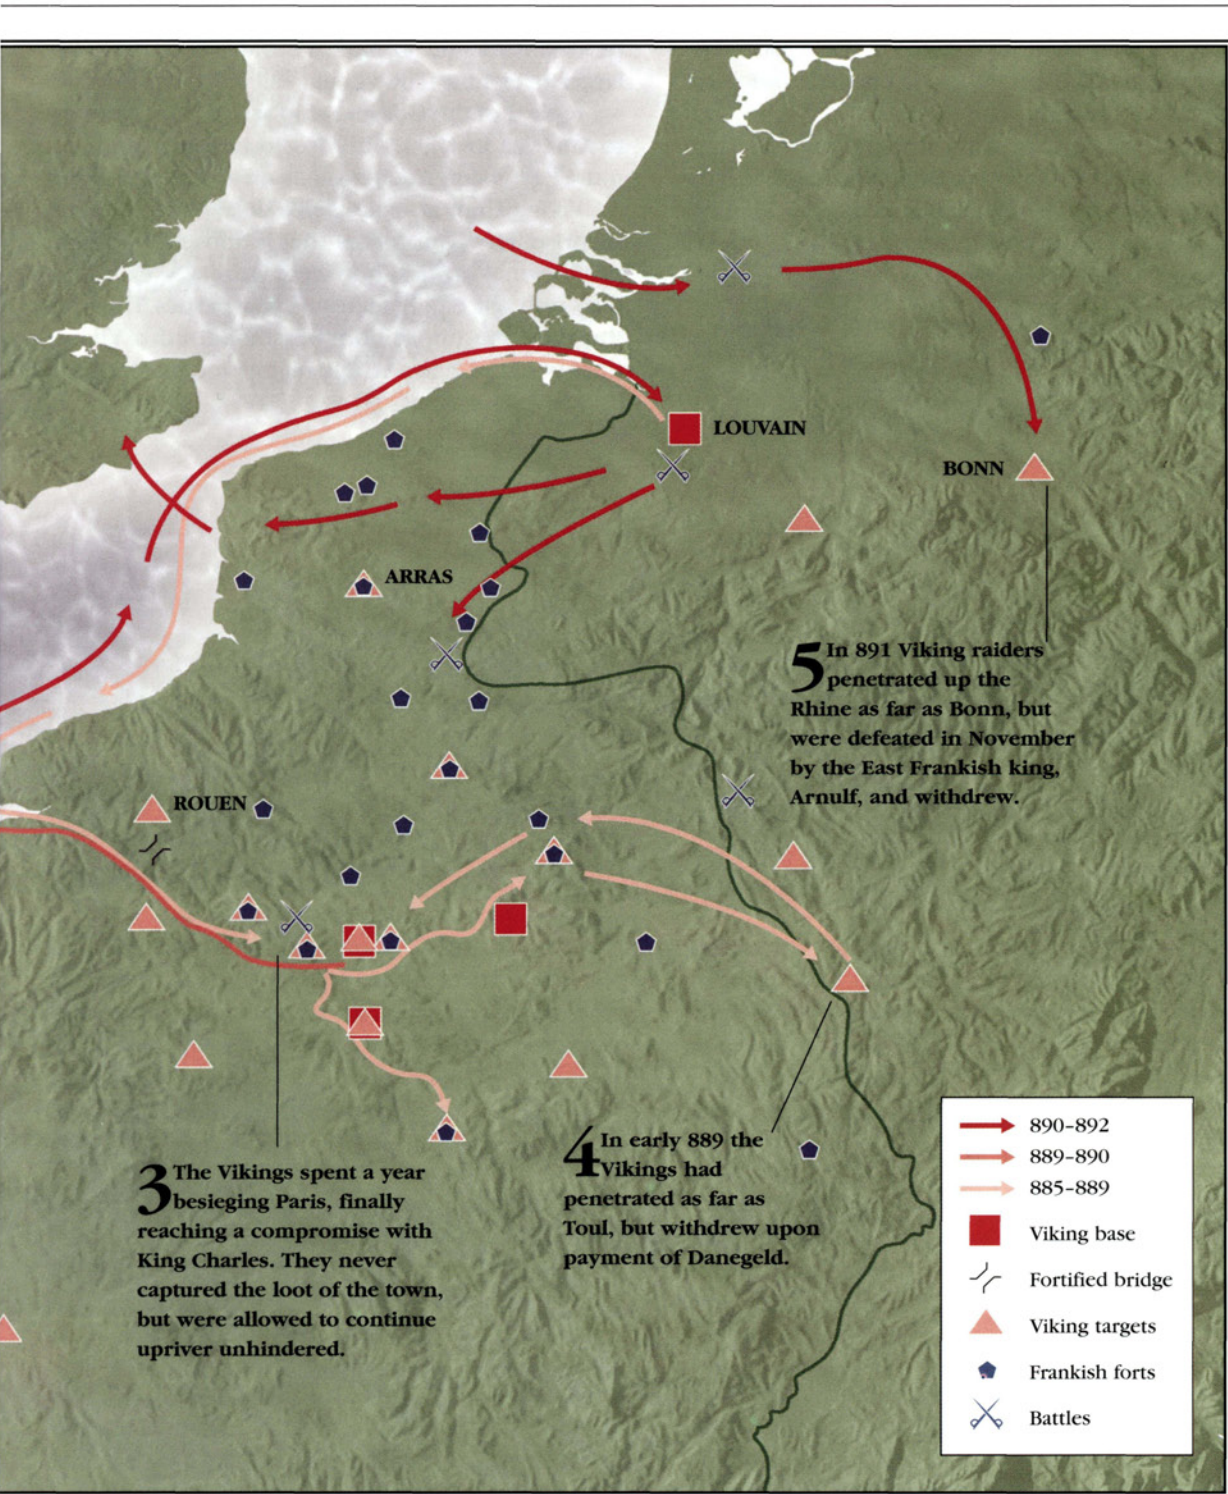 LOUVAIN
BONN
ARRAS
5 In 891 Viking raiders
penetrated up the
Rhine as far as Bonn, but
were defeated in November
by the East Frankish king,
Arnulf, and withdrew.
ROUEN
3 The Vikings spent a year
besieging Paris, finally
reaching a compromise with
King Charles. They never
captured the loot of the town,
but were allowed to continue
upriver unhindered.
4 In early 889 the
Vikings had
penetrated as far as
Toul, but withdrew upon
payment of Danegeld.
890–892
889–890
885–889
Viking base
Fortified bridge
Viking targets
Frankish forts
Battles